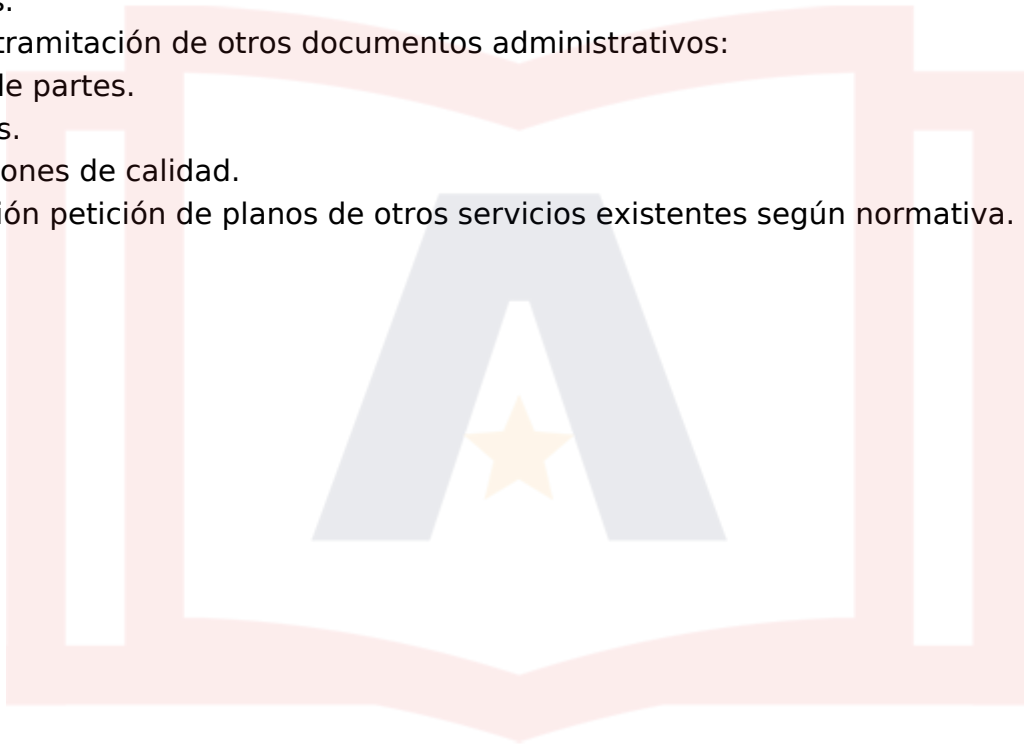 s.
tramitación de otros documentos administrativos:
de partes.
s.
ones de calidad.
ión petición de planos de otros servicios existentes según normativa.